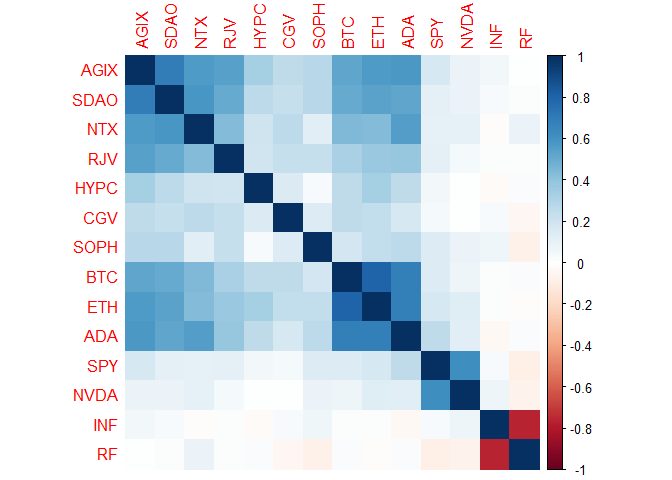 AGIX SDAO NTX RJV HYPC CGV SOPH BTC ETH ADA SPY NVDA INF RF
AGIX
SDAO
NTX
RJV
HYPC
CGV
SOPH
BTC
ETH
ADA
SPY
NVDA
INF
RF
1
0.8
0.6
0.4
0.2
0
-0.2
-0.4
-0.6
-0.8
-1